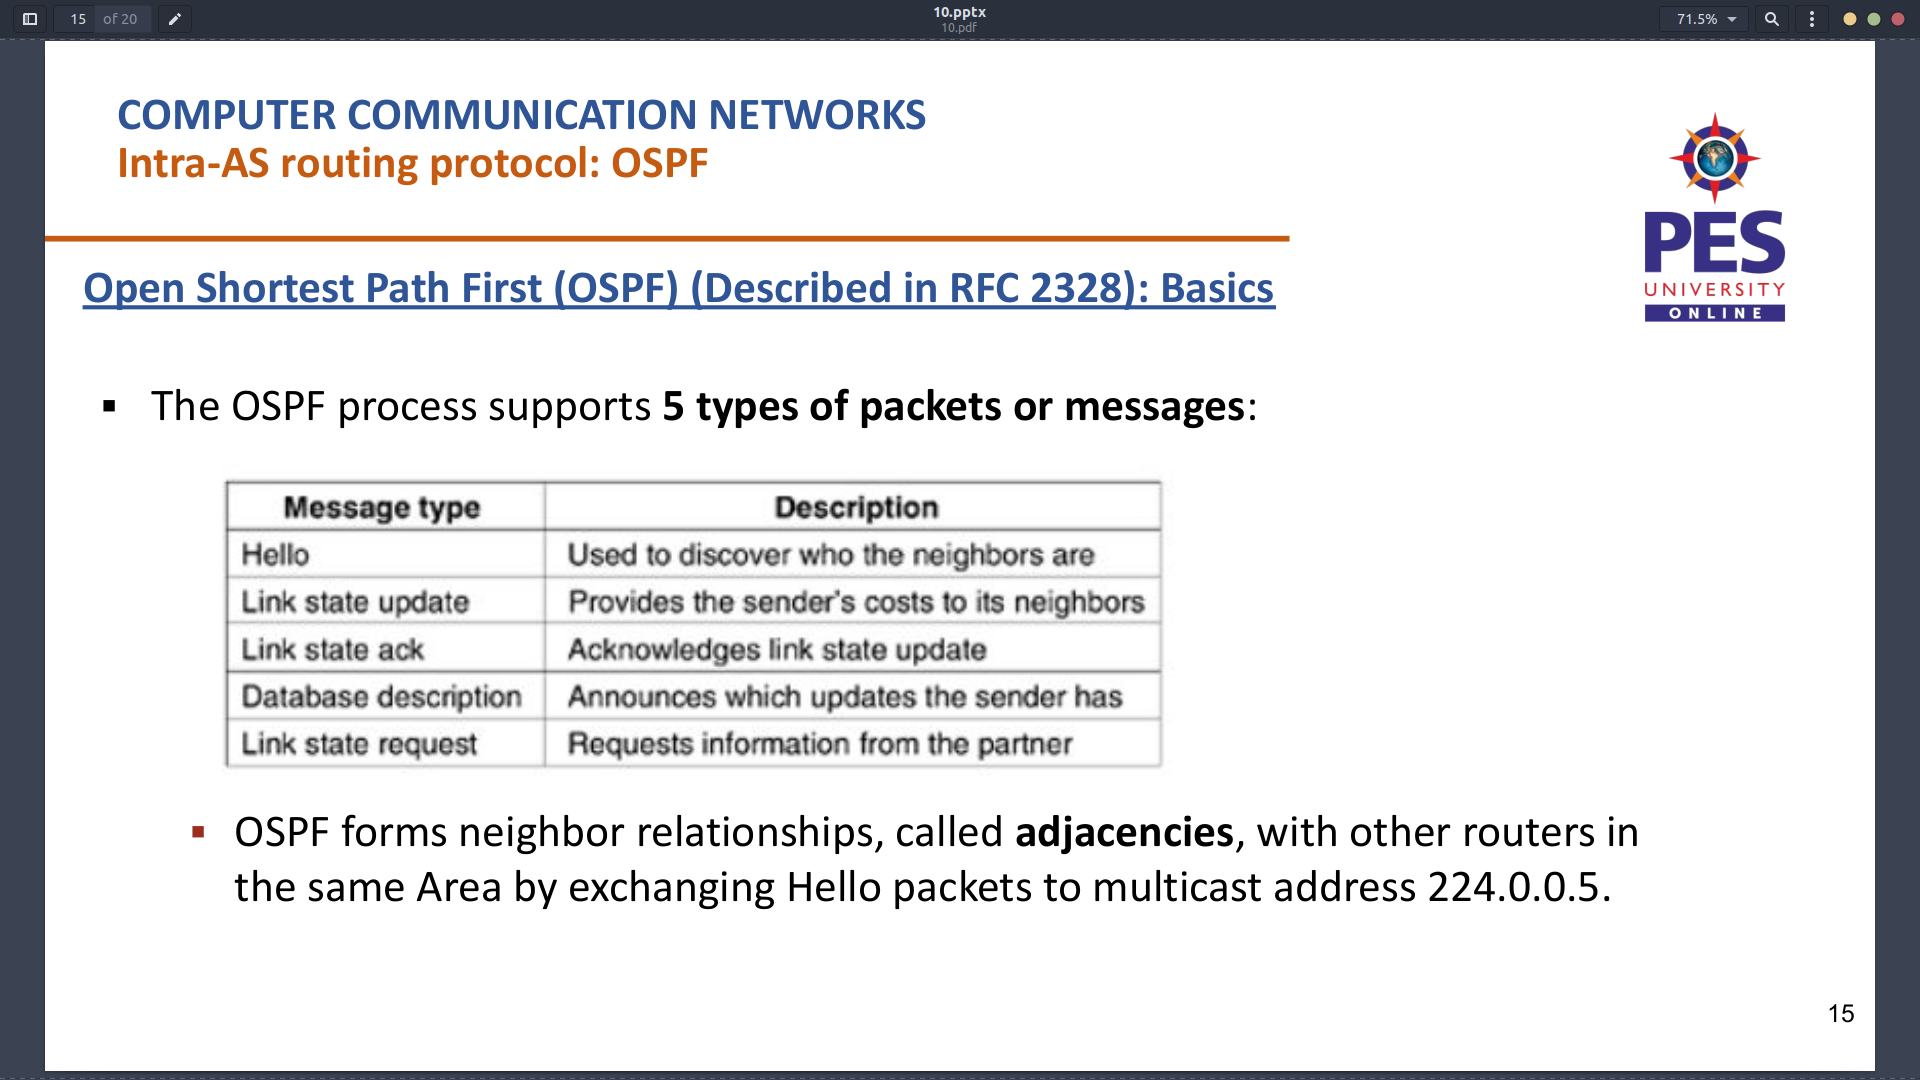 15 of 20
10.pptx
10.pdf
71.5%
COMPUTER COMMUNICATION NETWORKS
Intra-AS routing protocol: OSPF
PES
UNIVERSITY
ONLINE
Open Shortest Path First (OSPF) (Described in RFC 2328): Basics
▪ The OSPF process supports 5 types of packets or messages:
Message type Description
Hello Used to discover who the neighbors are
Link state update Provides the sender's costs to its neighbors
Link state ack Acknowledges link state update
Database description Announces which updates the sender has
Link state request Requests information from the partner
▪ OSPF forms neighbor relationships, called adjacencies, with other routers in
the same Area by exchanging Hello packets to multicast address 224.0.0.5.
15